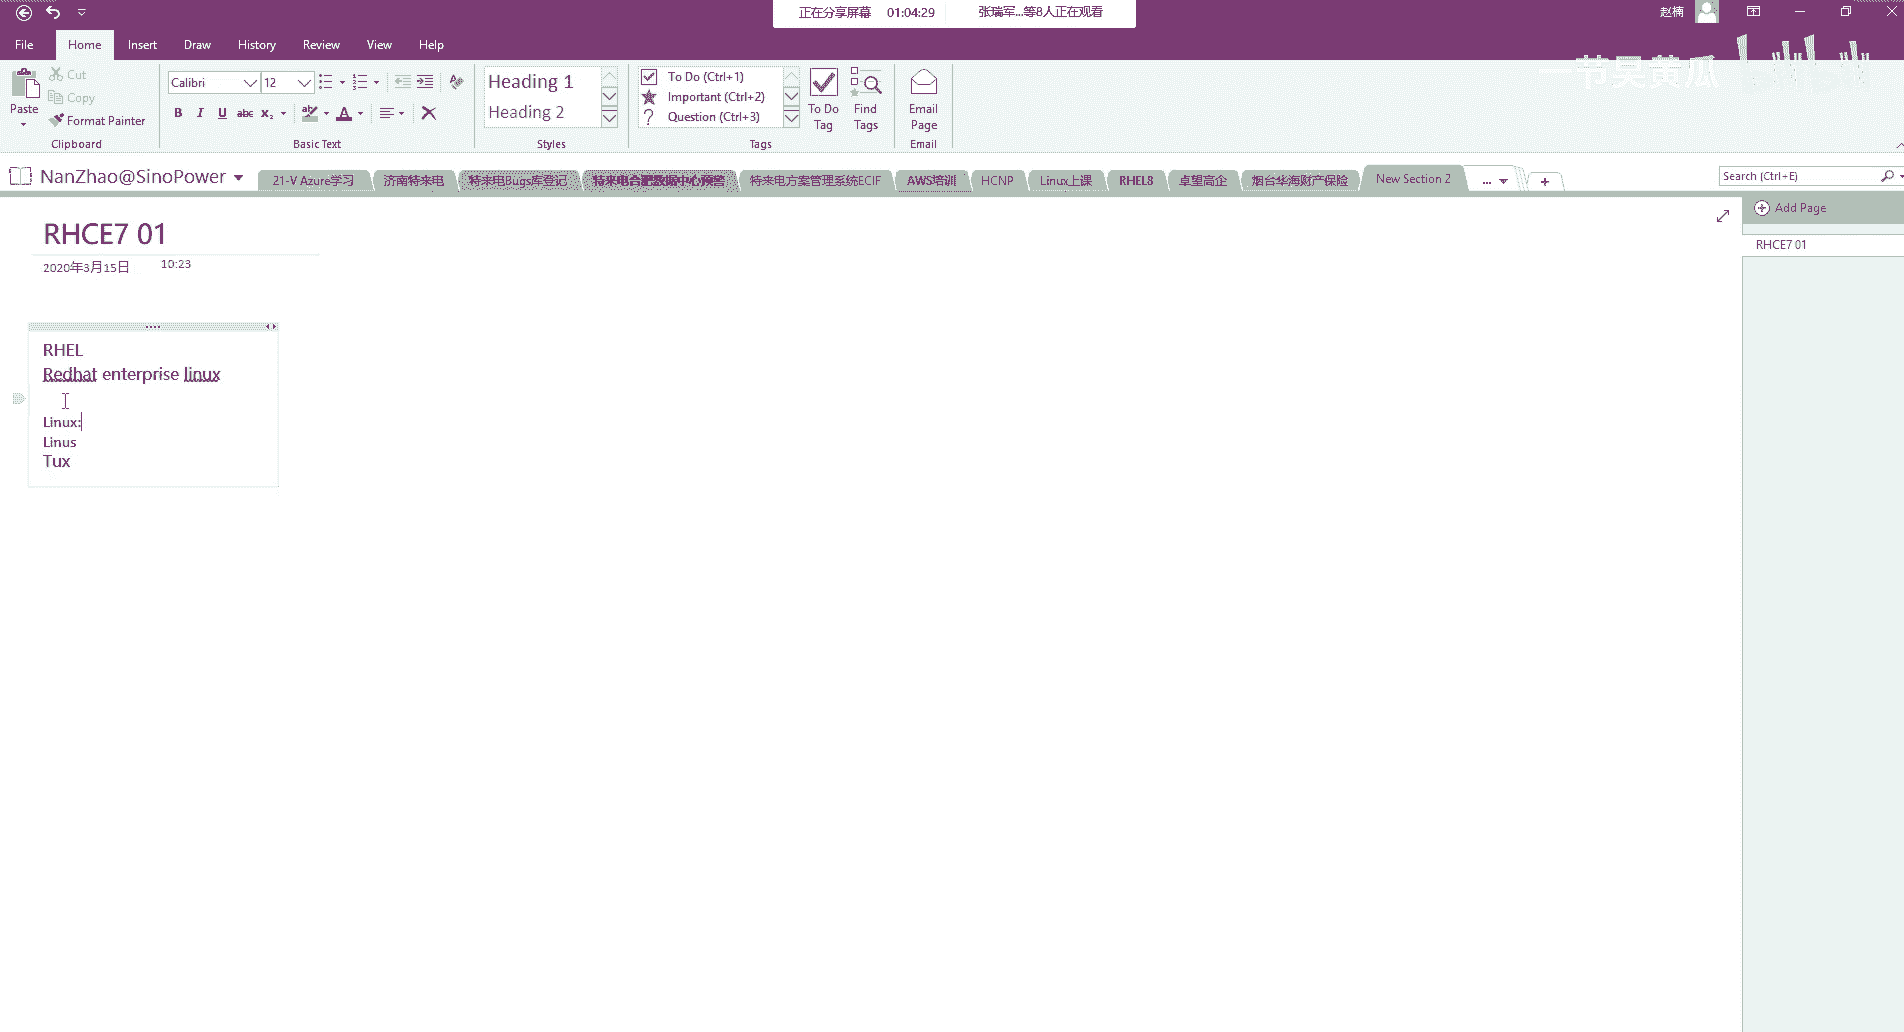 正在分享屏幕 01:04:29 张瑞军...等8人正在观看
赵楠
File Home Insert Draw History Review View Help
一节吴黄瓜
Paste
Cut
Copy
Format Painter
Clipboard
Calibri 12
B I U abc x₂
A
Basic Text
Heading 1
Heading 2
Styles
To Do (Ctrl+1)
Important (Ctrl+2)
Question (Ctrl+3)
To Do Tag
Find Tags
Tags
Email Page
Email
NanZhao@SinoPower
21-V Azure学习 济南特来电 特来电Bugs库登记 特来电合肥数据中心预警 特来电方案管理系统ECIF AWS培训 HCNP Linux上课 RHEL8 卓望高企 烟台华海财产保险 New Section 2 ... +
Search (Ctrl+E)
Add Page
RHCE7 01
RHCE7 01
2020年3月15日 10:23
RHEL
Redhat enterprise linux
Linux:
Linus
Tux